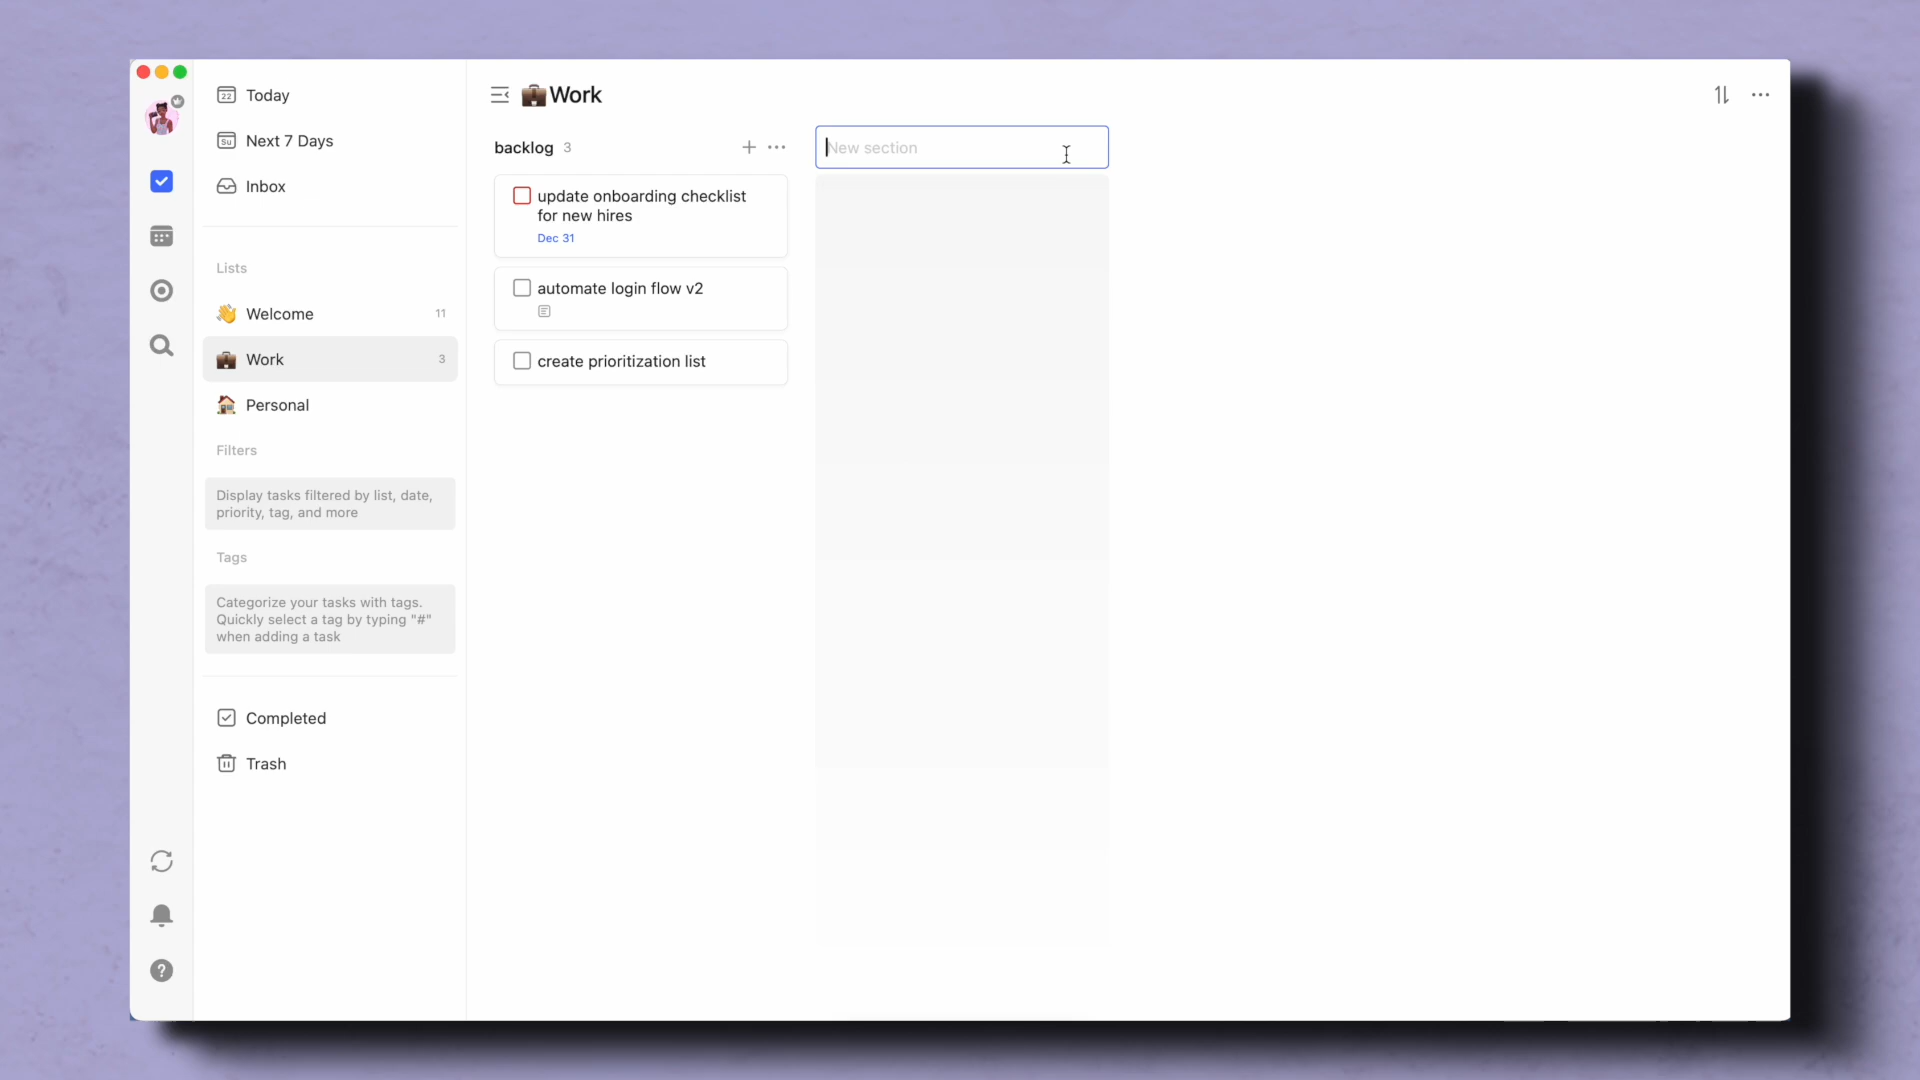 22 Today
Su Next 7 Days
Inbox
Lists
Welcome 11
Work 3
Personal
Filters
Display tasks filtered by list, date,
priority, tag, and more
Tags
Categorize your tasks with tags.
Quickly select a tag by typing "#"
when adding a task
Completed
Trash
Work
backlog 3
update onboarding checklist
for new hires
Dec 31
automate login flow v2
create prioritization list
New section